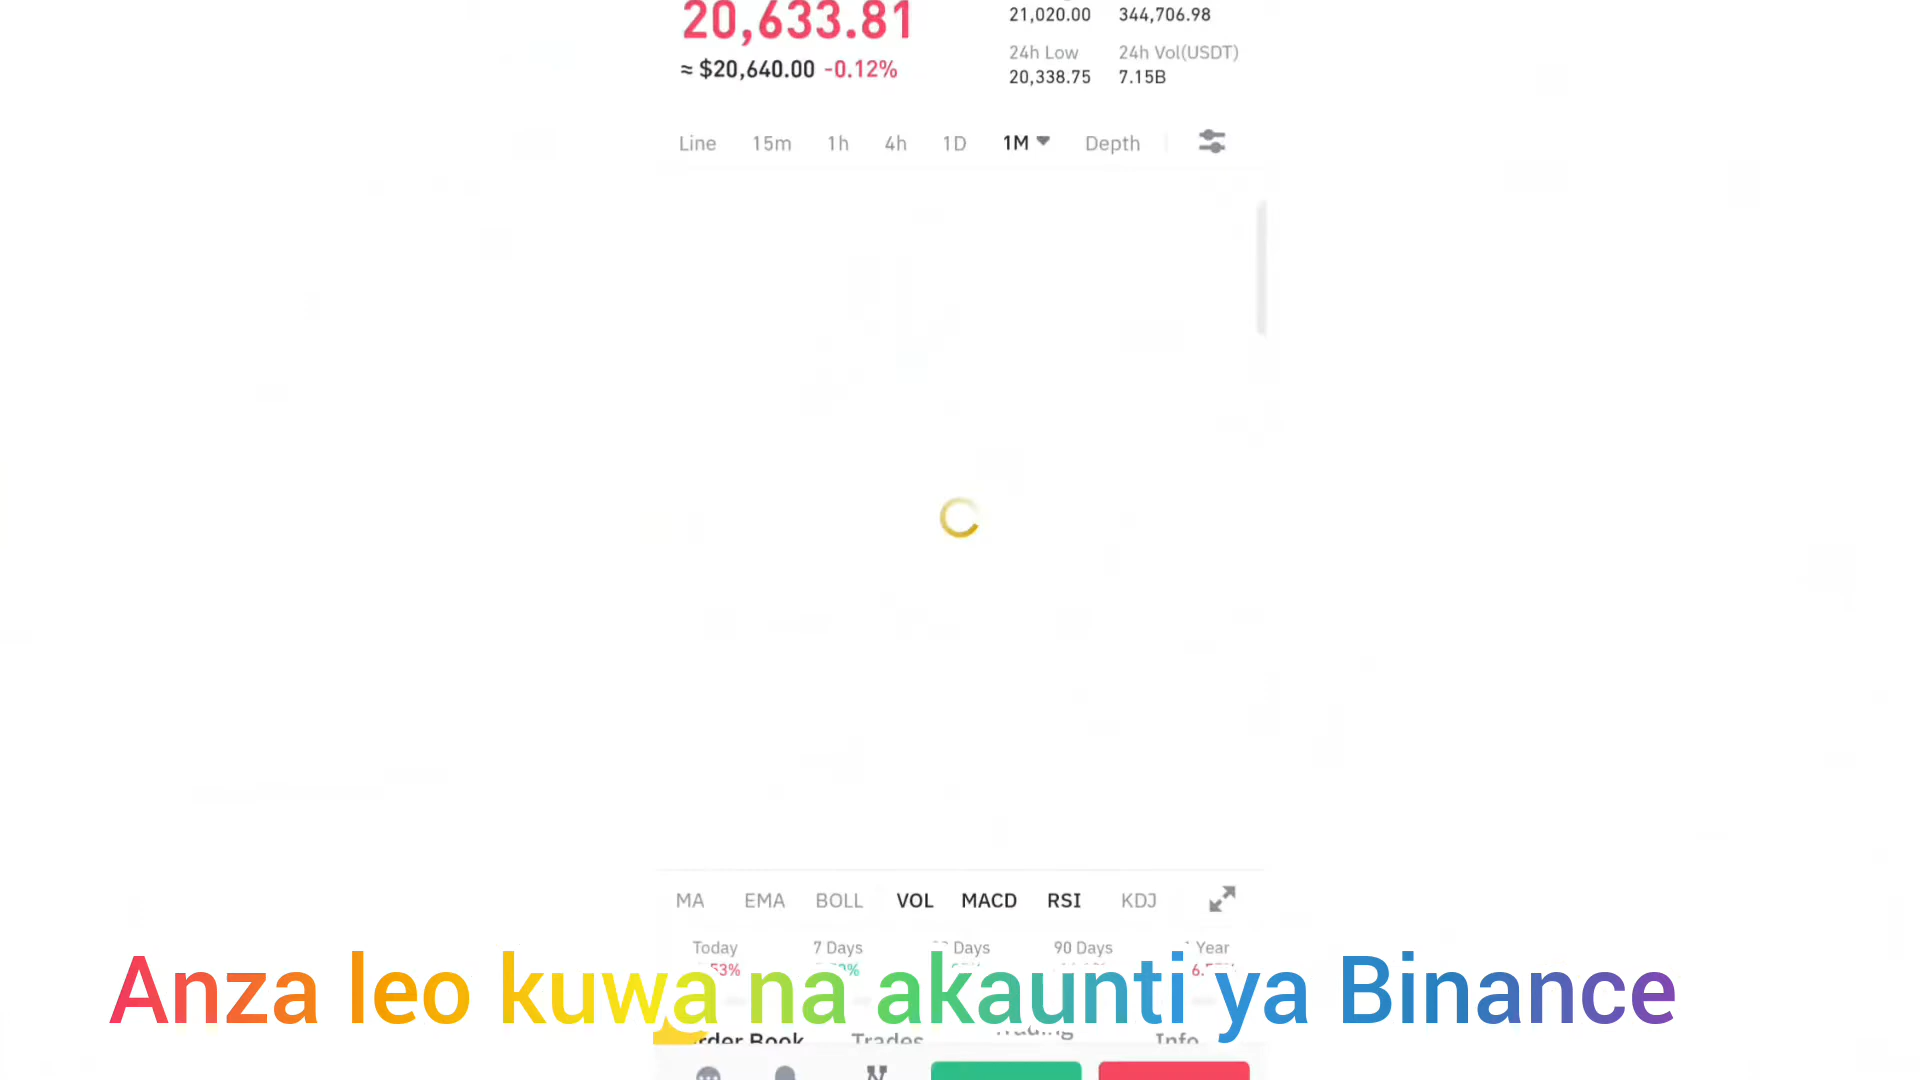 20,633.81
21,020.00 344,706.98
≈ $20,640.00 -0.12%
24h Low 24h Vol(USDT)
20,338.75 7.15B
Line 15m 1h 4h 1D 1M Depth
MA EMA BOLL VOL MACD RSI KDJ
Today 7 Days Days 90 Days Year
Anza leo kuwa na akaunti ya Binance
Book Trades Trading Info